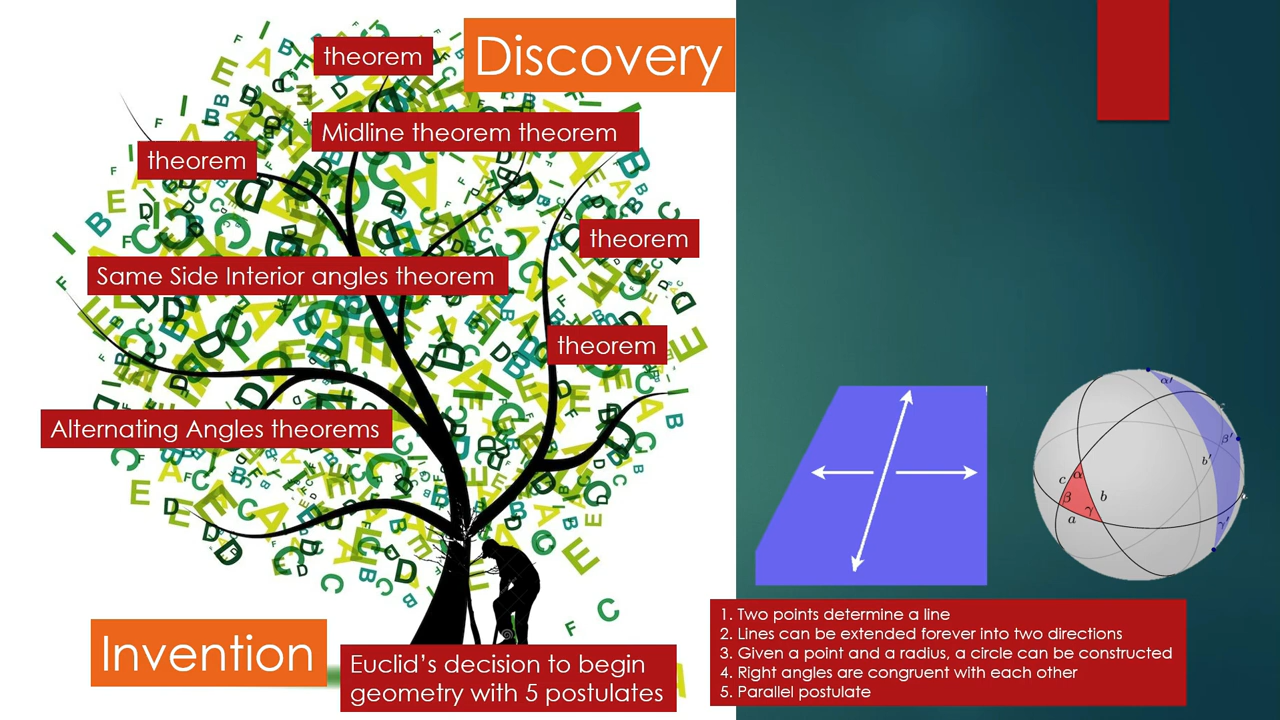 Discovery
theorem
Midline theorem theorem
theorem
theorem
Same Side Interior angles theorem
theorem
Alternating Angles theorems
Invention
Euclid’s decision to begin
geometry with 5 postulates
α'
β'
b'
γ'
c
α
β
b
γ
a
1. Two points determine a line
2. Lines can be extended forever into two directions
3. Given a point and a radius, a circle can be constructed
4. Right angles are congruent with each other
5. Parallel postulate